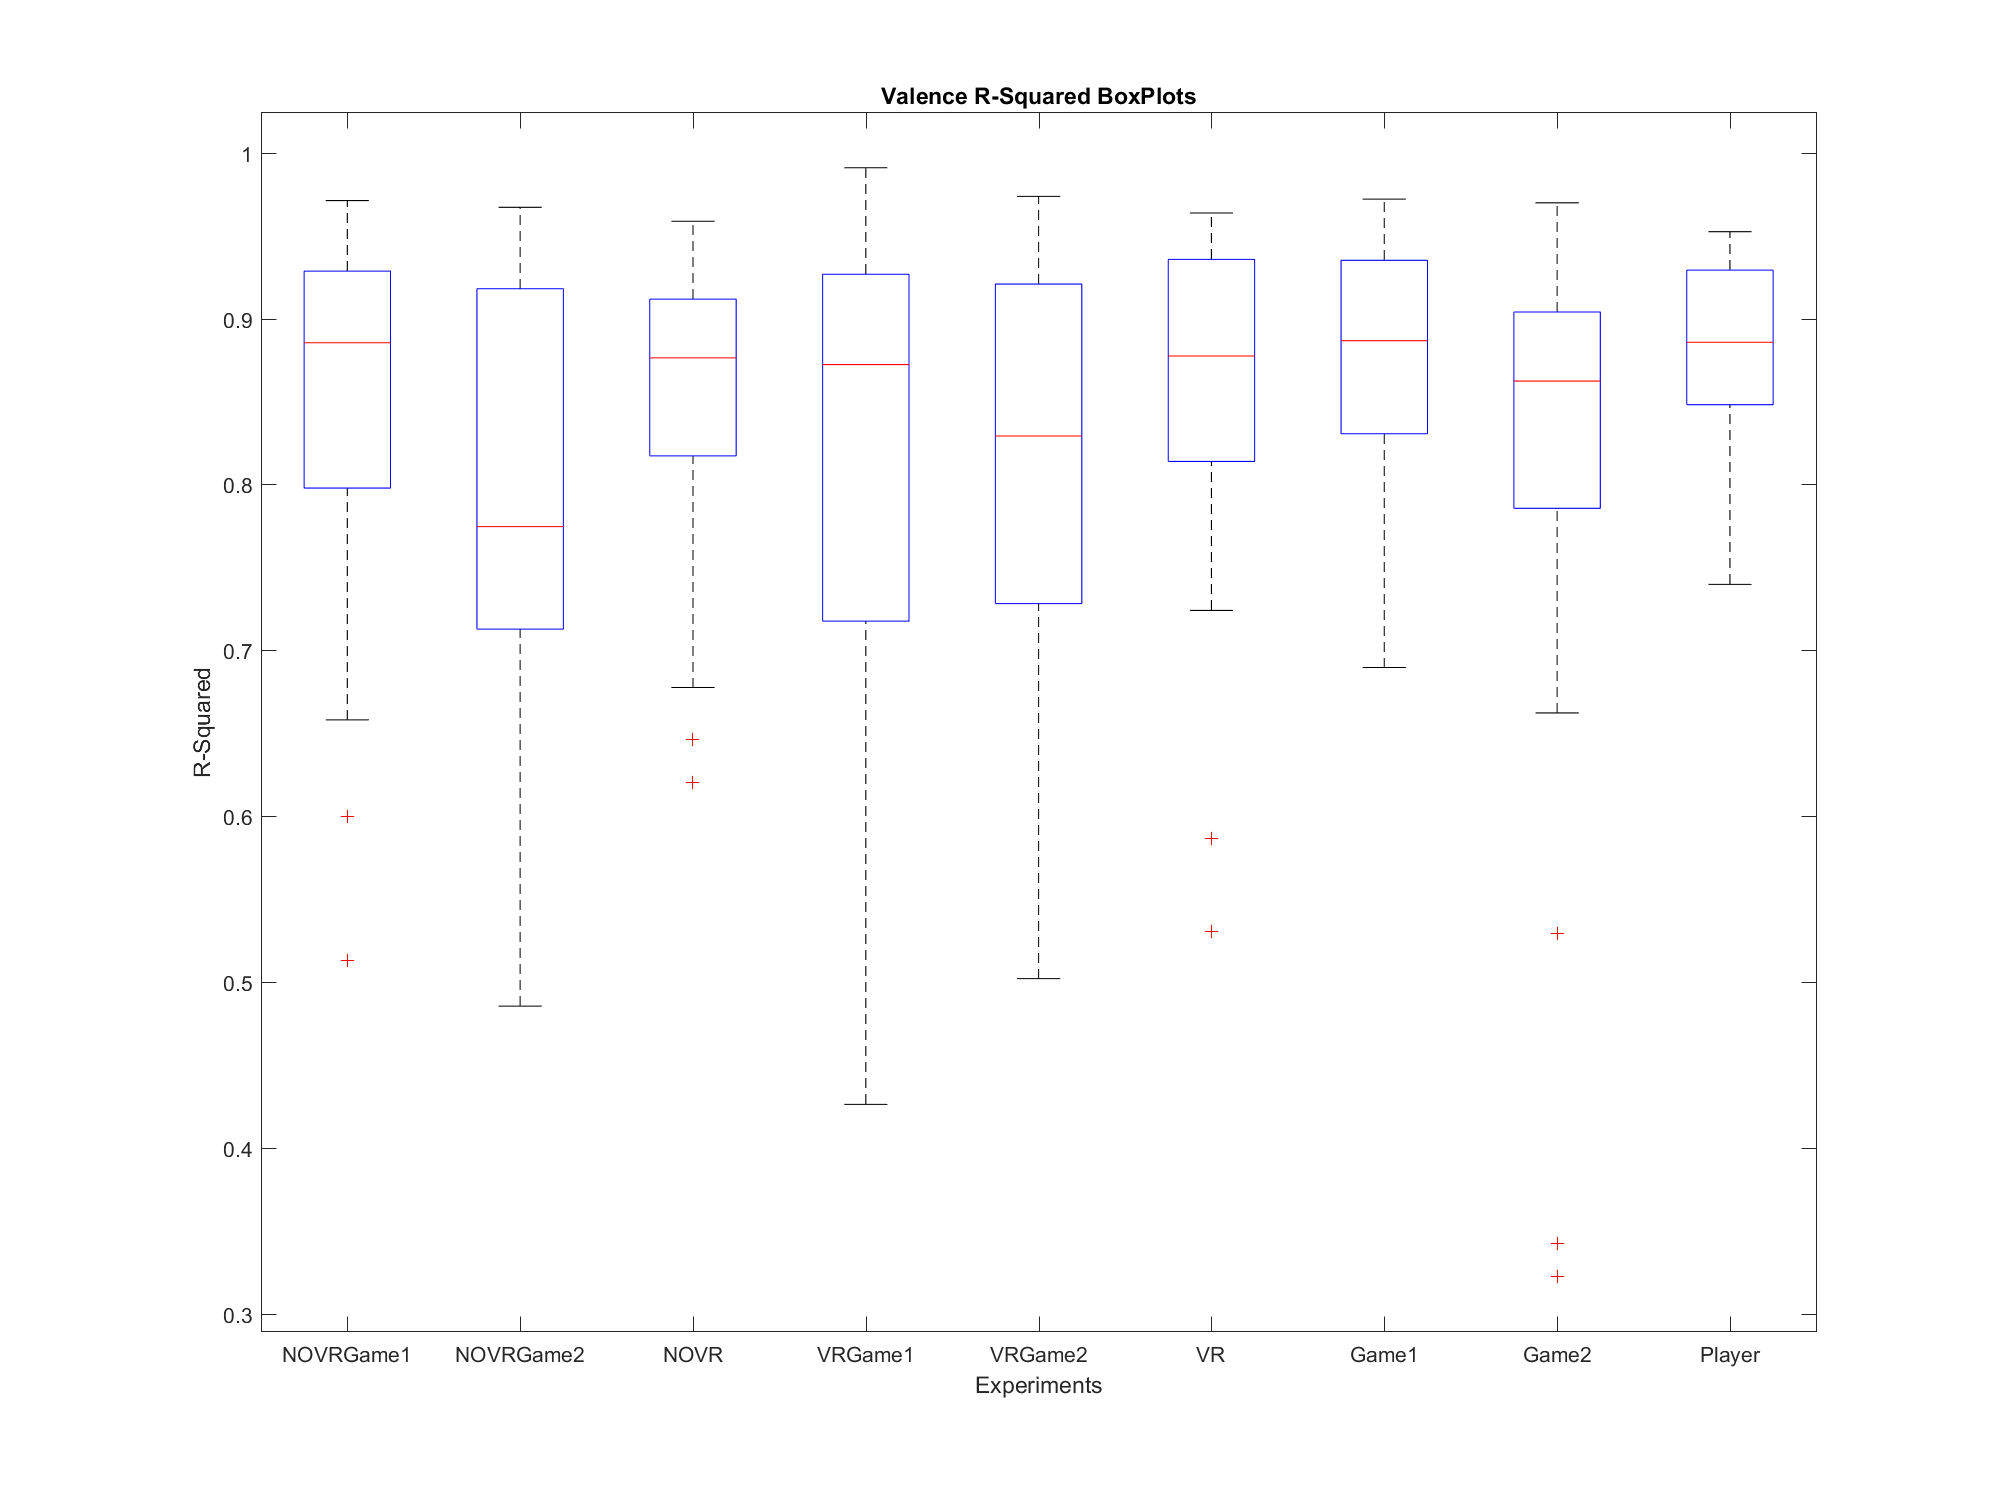 Valence R-Squared BoxPlots
1
0.9
0.8
0.7
0.6
0.5
0.4
0.3
R-Squared
NOVRGame1 NOVRGame2 NOVR VRGame1 VRGame2 VR Game1 Game2 Player
Experiments